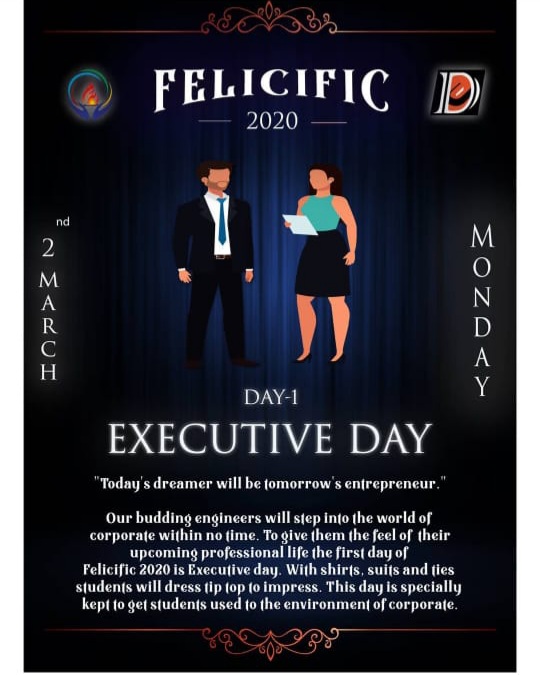 FELICIFIC
2020
2nd MARCH
MONDAY
DAY-1
EXECUTIVE DAY
"Today's dreamer will be tomorrow's entrepreneur."
Our budding engineers will step into the world of
corporate within no time. To give them the feel of their
upcoming professional life the first day of
Felicific 2020 is Executive day. With shirts, suits and ties
students will dress tip top to impress. This day is specially
kept to get students used to the environment of corporate.